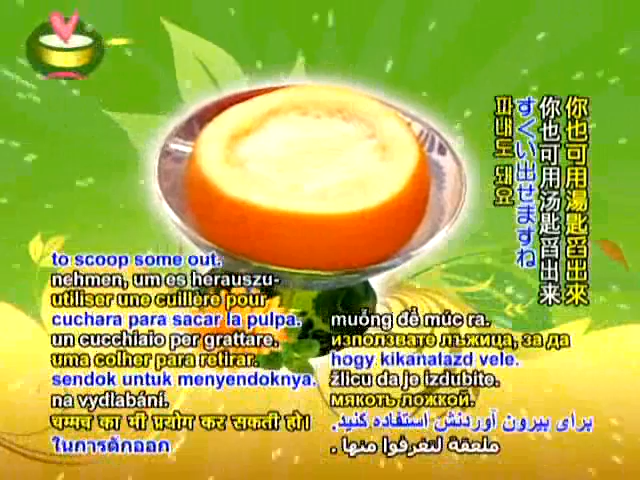 你也可用湯匙舀出來
你也可用汤匙舀出来
すくい出せますね
파내도 돼요
to scoop some out.
nehmen, um es herauszu-
utiliser une cuillère pour
cuchara para sacar la pulpa.
un cucchiaio per grattare.
uma colher para retirar.
sendok untuk menyendoknya.
na vydlabání.
चम्मच का भी प्रयोग कर सकती हो।
ในการตักออก
muỗng để múc ra.
използвате лъжица, за да
hogy kikanalazd vele.
žlicu da je izdubite.
мякоть ложкой.
برای بیرون آوردنش استفاده کنید.
ملعقة لتغرفوا منها .